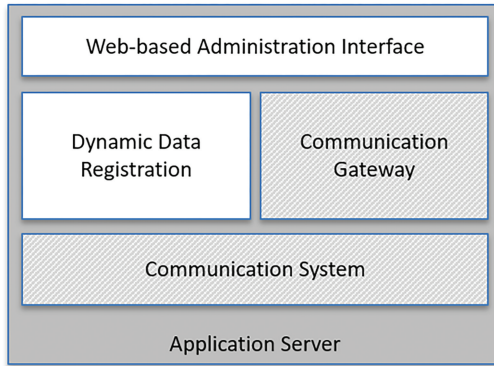 Web-based Administration Interface
Dynamic Data
Registration
Communication
Gateway
Communication System
Application Server